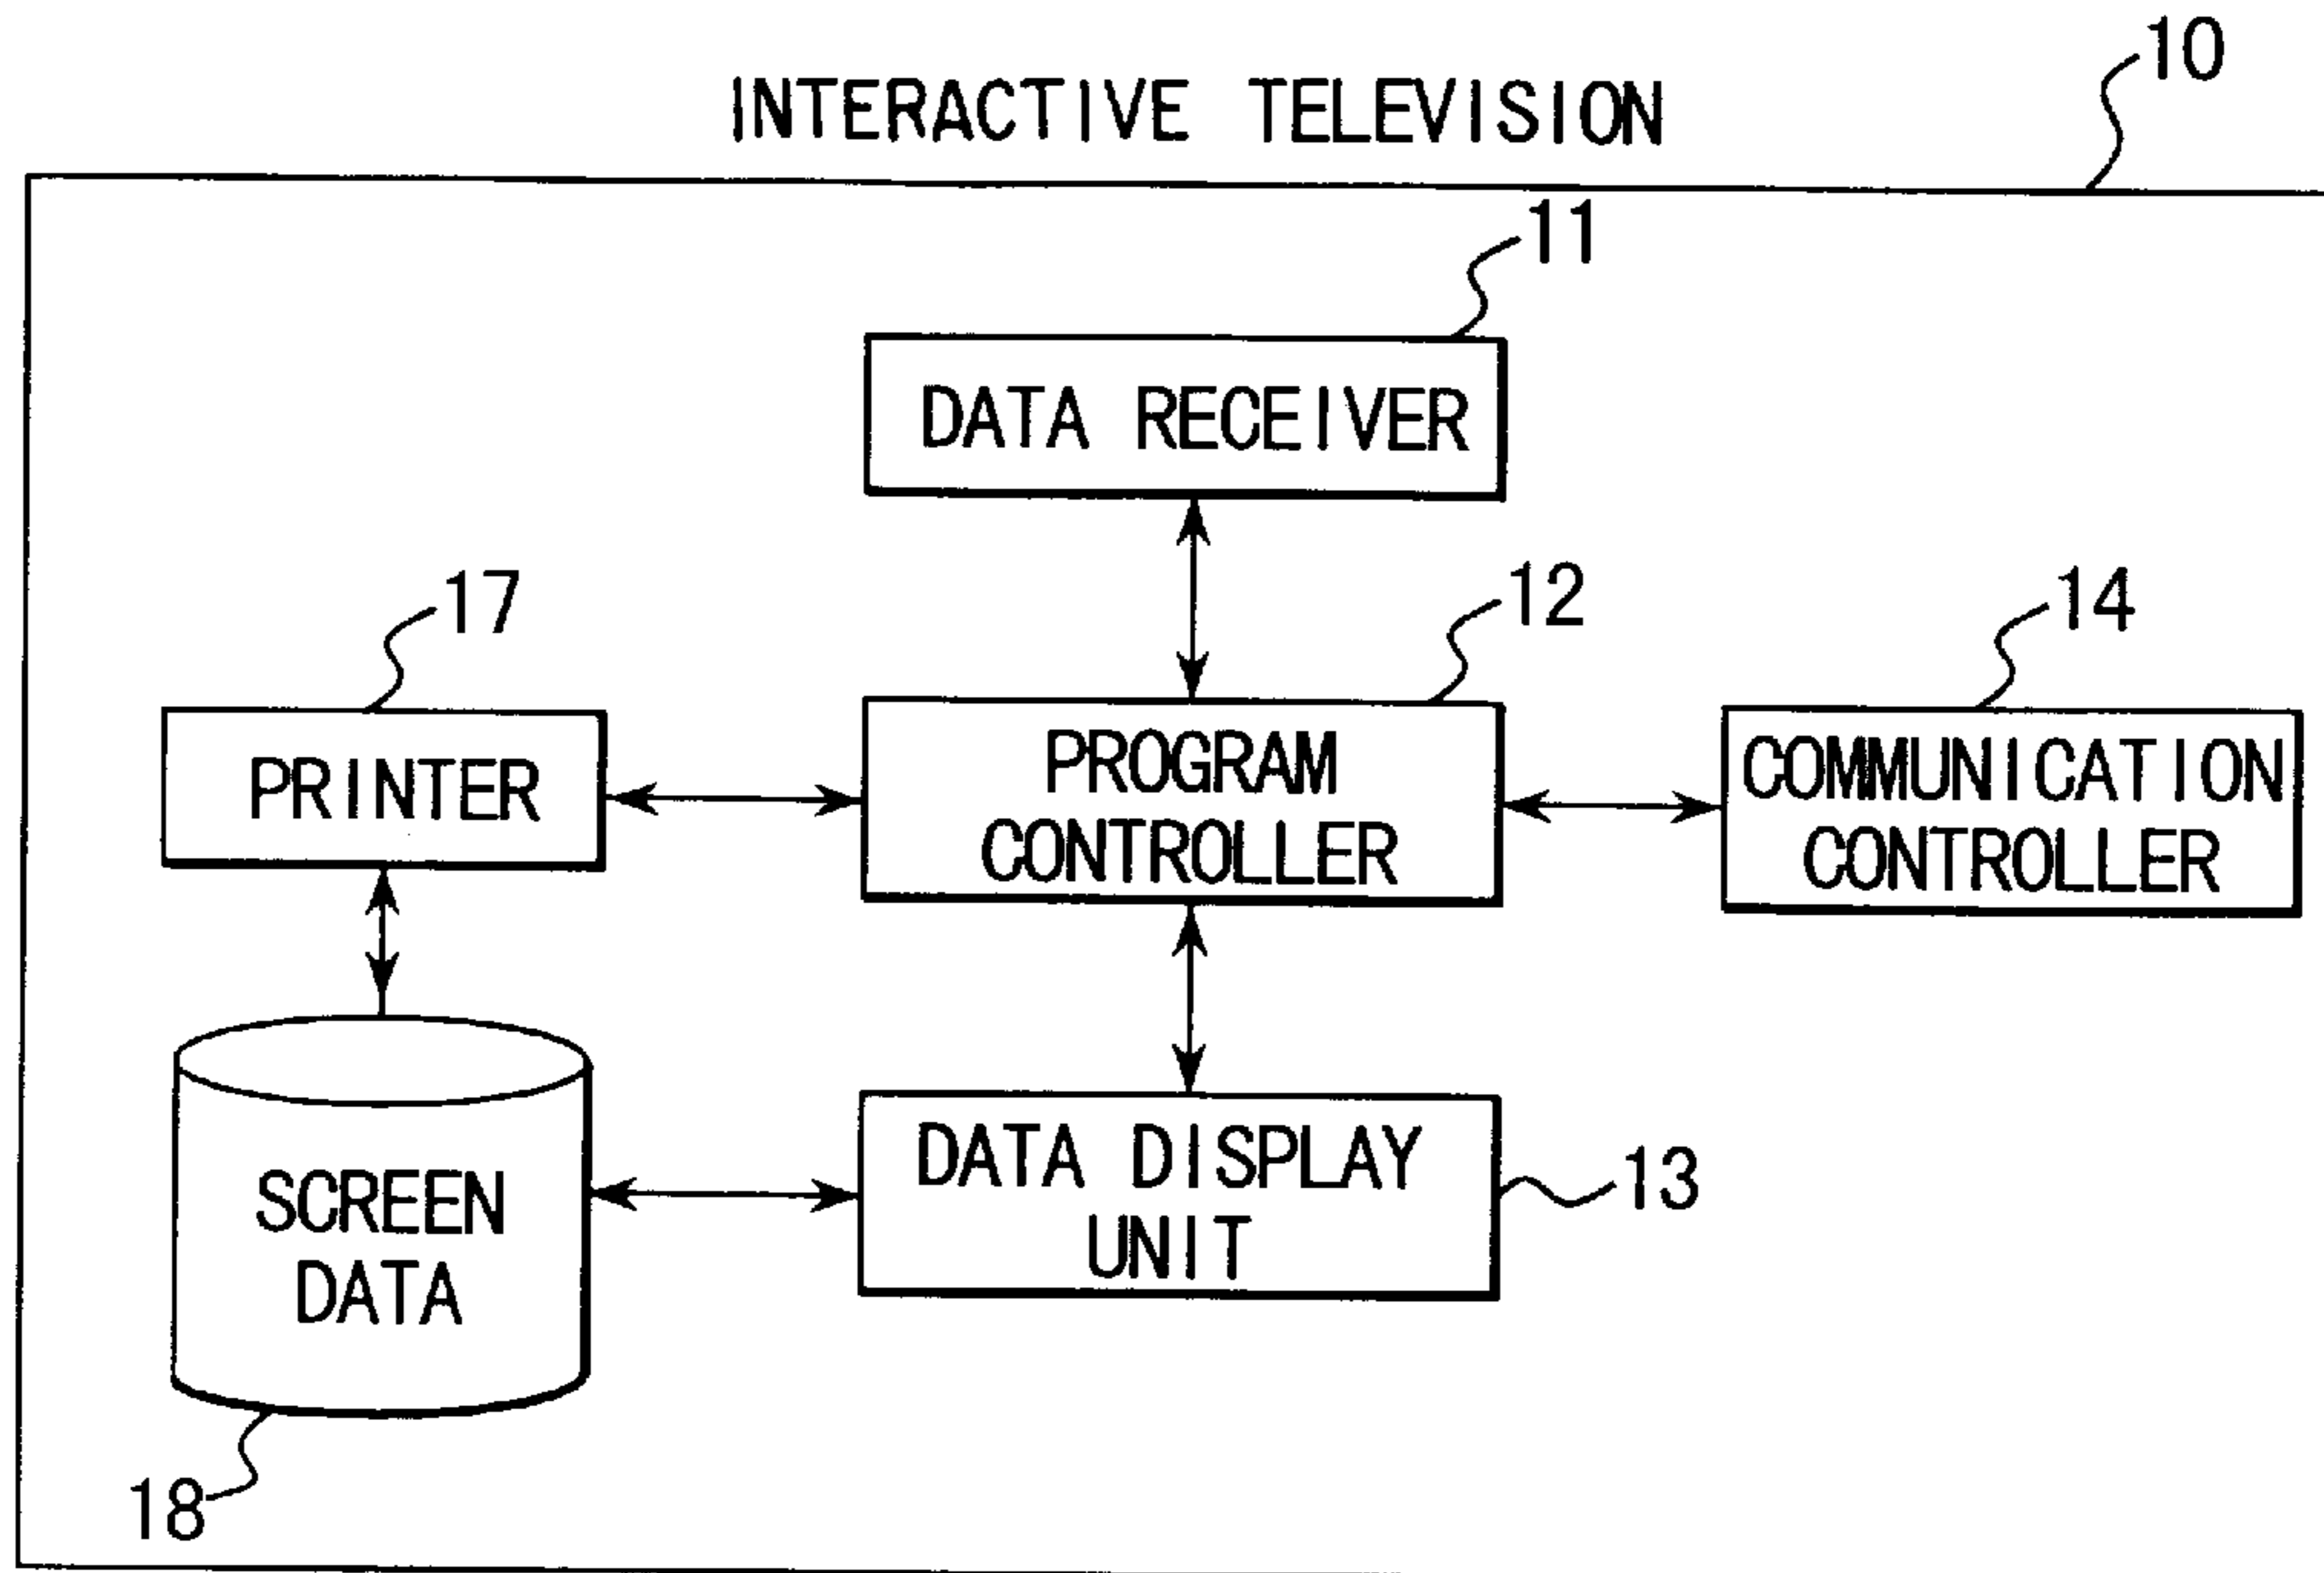 10
INTERACTIVE TELEVISION
11
DATA RECEIVER
17
12
14
PRINTER
PROGRAM
CONTROLLER
COMMUNICATION
CONTROLLER
SCREEN
DATA
DATA DISPLAY
UNIT
13
18